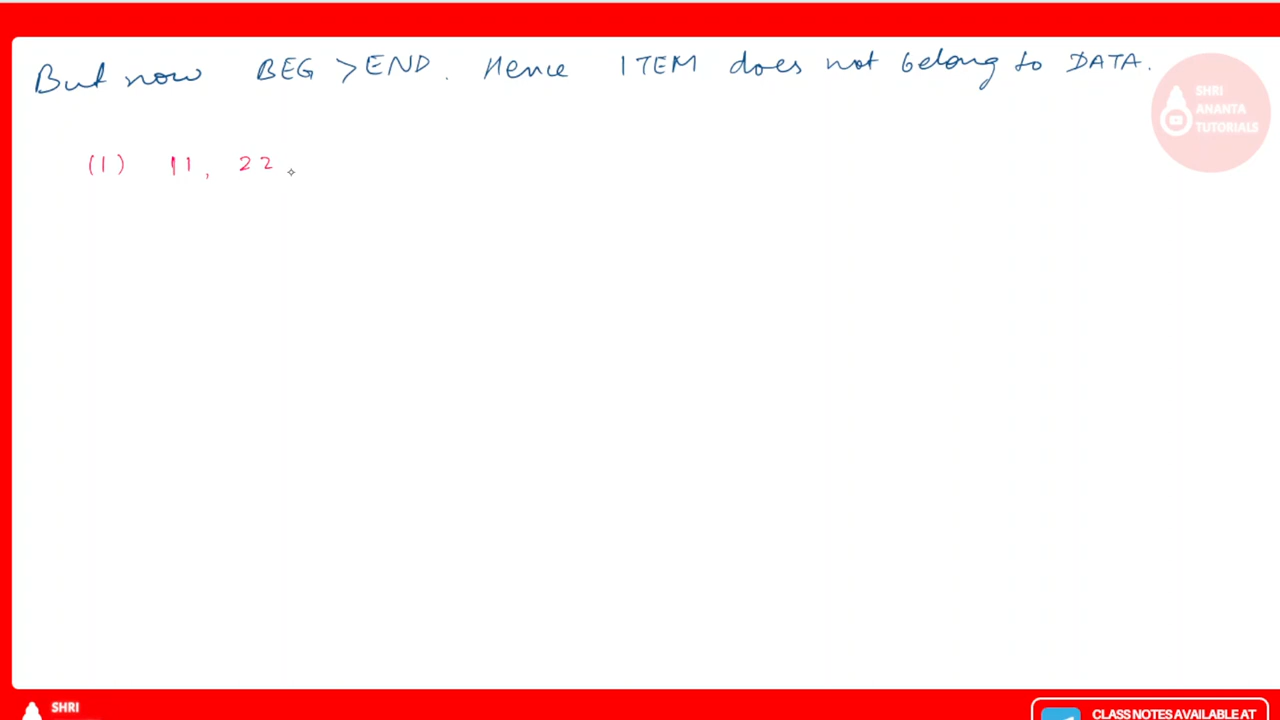 But now BEG > END. Hence ITEM does not belong to DATA.
SHRI
ANANTA
TUTORIALS
(1) 11, 22
SHRI
CLASS NOTES AVAILABLE AT